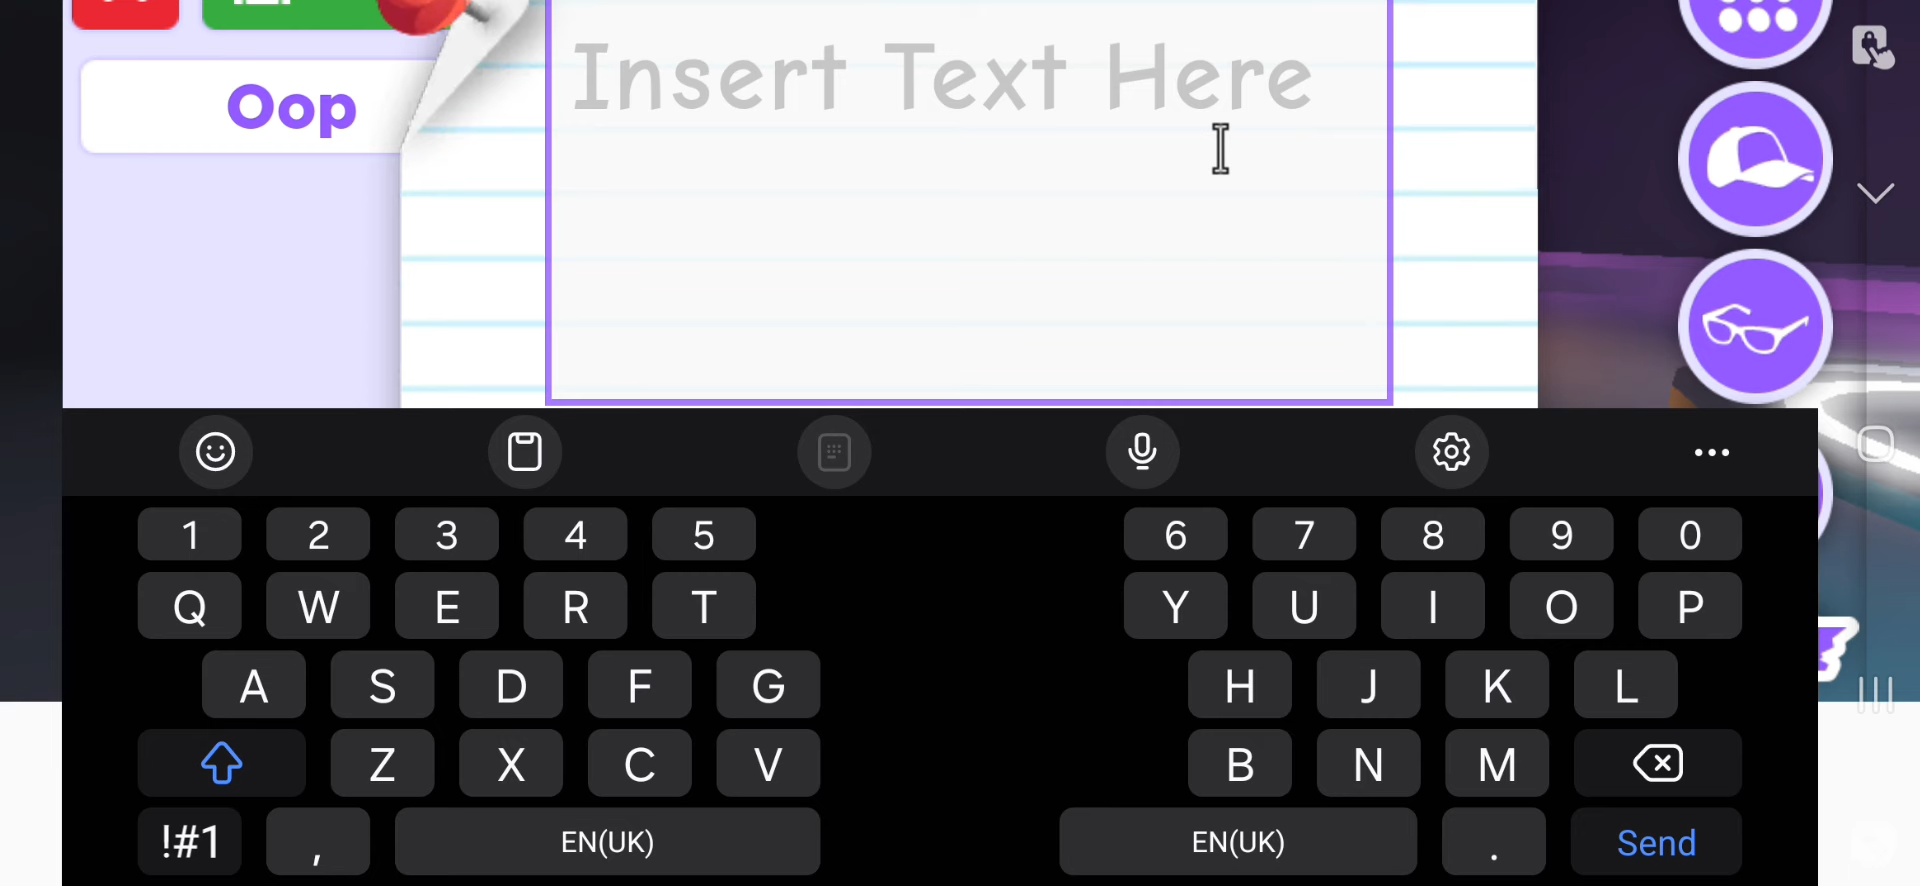 Insert Text Here
Oop
1 2 3 4 5 6 7 8 9 0
Q W E R T Y U I O P
A S D F G H J K L
Z X C V B N M
!#1 , EN(UK) EN(UK) . Send